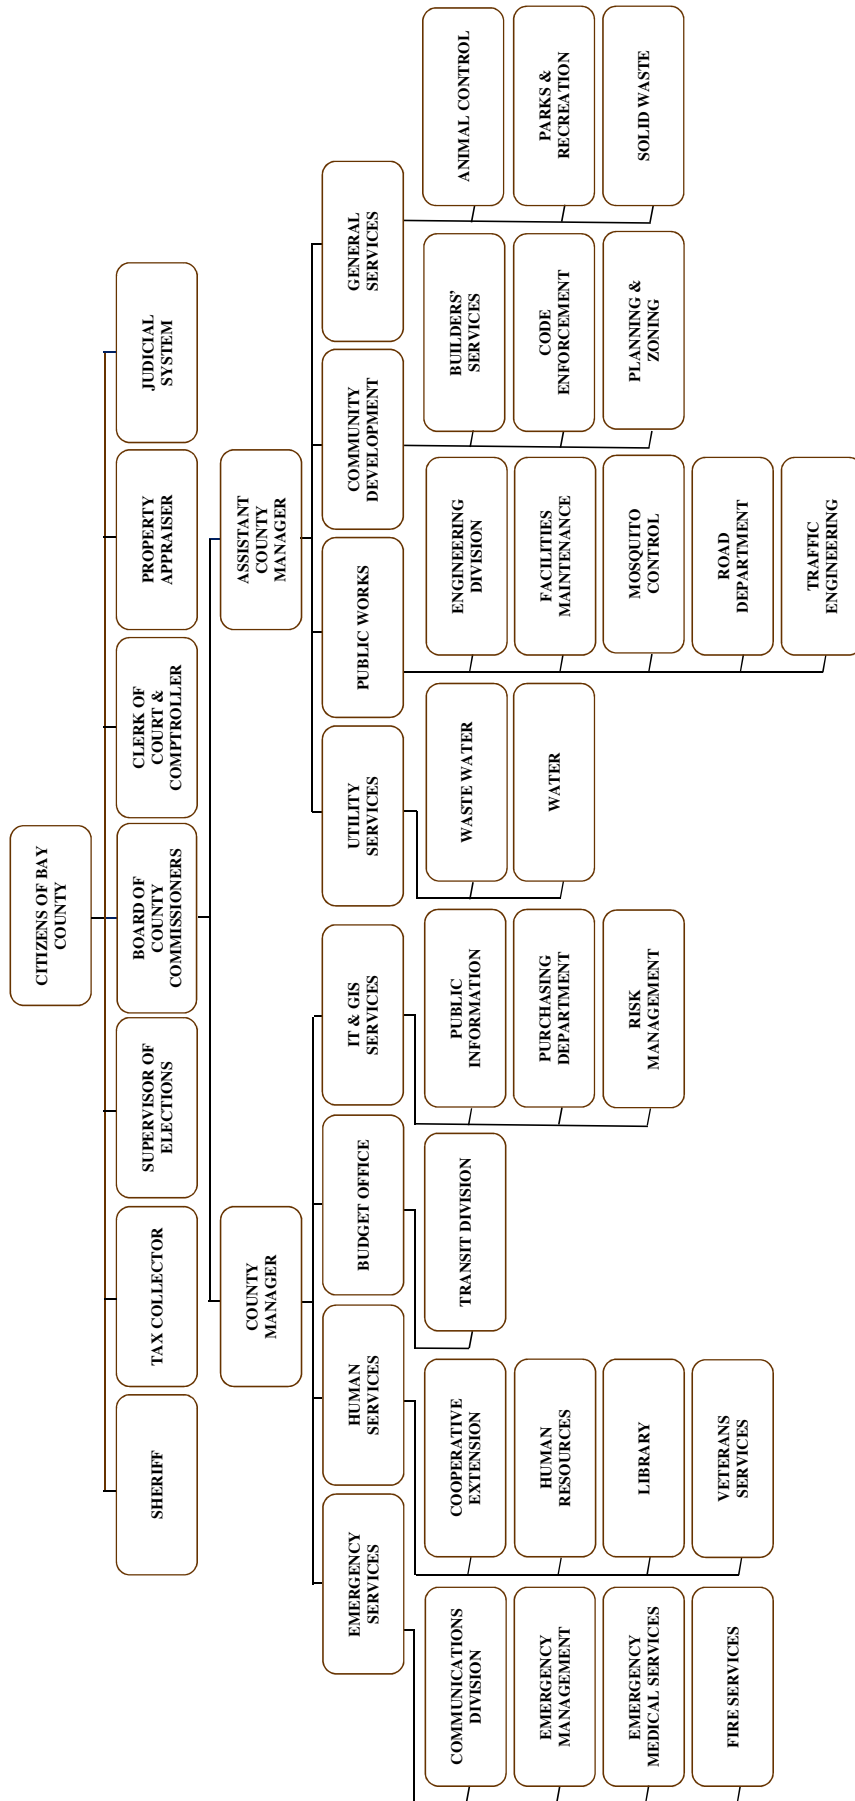 CITIZENS OF BAY
COUNTY
SHERIFF
TAX COLLECTOR
SUPERVISOR OF
ELECTIONS
BOARD OF
COUNTY
COMMISSIONERS
CLERK OF
COURT &
COMPTROLLER
PROPERTY
APPRAISER
JUDICIAL
SYSTEM
COUNTY
MANAGER
ASSISTANT
COUNTY
MANAGER
EMERGENCY
SERVICES
HUMAN
SERVICES
BUDGET OFFICE
IT & GIS
SERVICES
UTILITY
SERVICES
PUBLIC WORKS
COMMUNITY
DEVELOPMENT
GENERAL
SERVICES
COMMUNICATIONS
DIVISION
EMERGENCY
MANAGEMENT
EMERGENCY
MEDICAL SERVICES
FIRE SERVICES
COOPERATIVE
EXTENSION
HUMAN
RESOURCES
LIBRARY
VETERANS
SERVICES
TRANSIT DIVISION
PUBLIC
INFORMATION
PURCHASING
DEPARTMENT
RISK
MANAGEMENT
WASTE WATER
WATER
ENGINEERING
DIVISION
FACILITIES
MAINTENANCE
MOSQUITO
CONTROL
ROAD
DEPARTMENT
TRAFFIC
ENGINEERING
BUILDERS'
SERVICES
CODE
ENFORCEMENT
PLANNING &
ZONING
ANIMAL CONTROL
PARKS &
RECREATION
SOLID WASTE